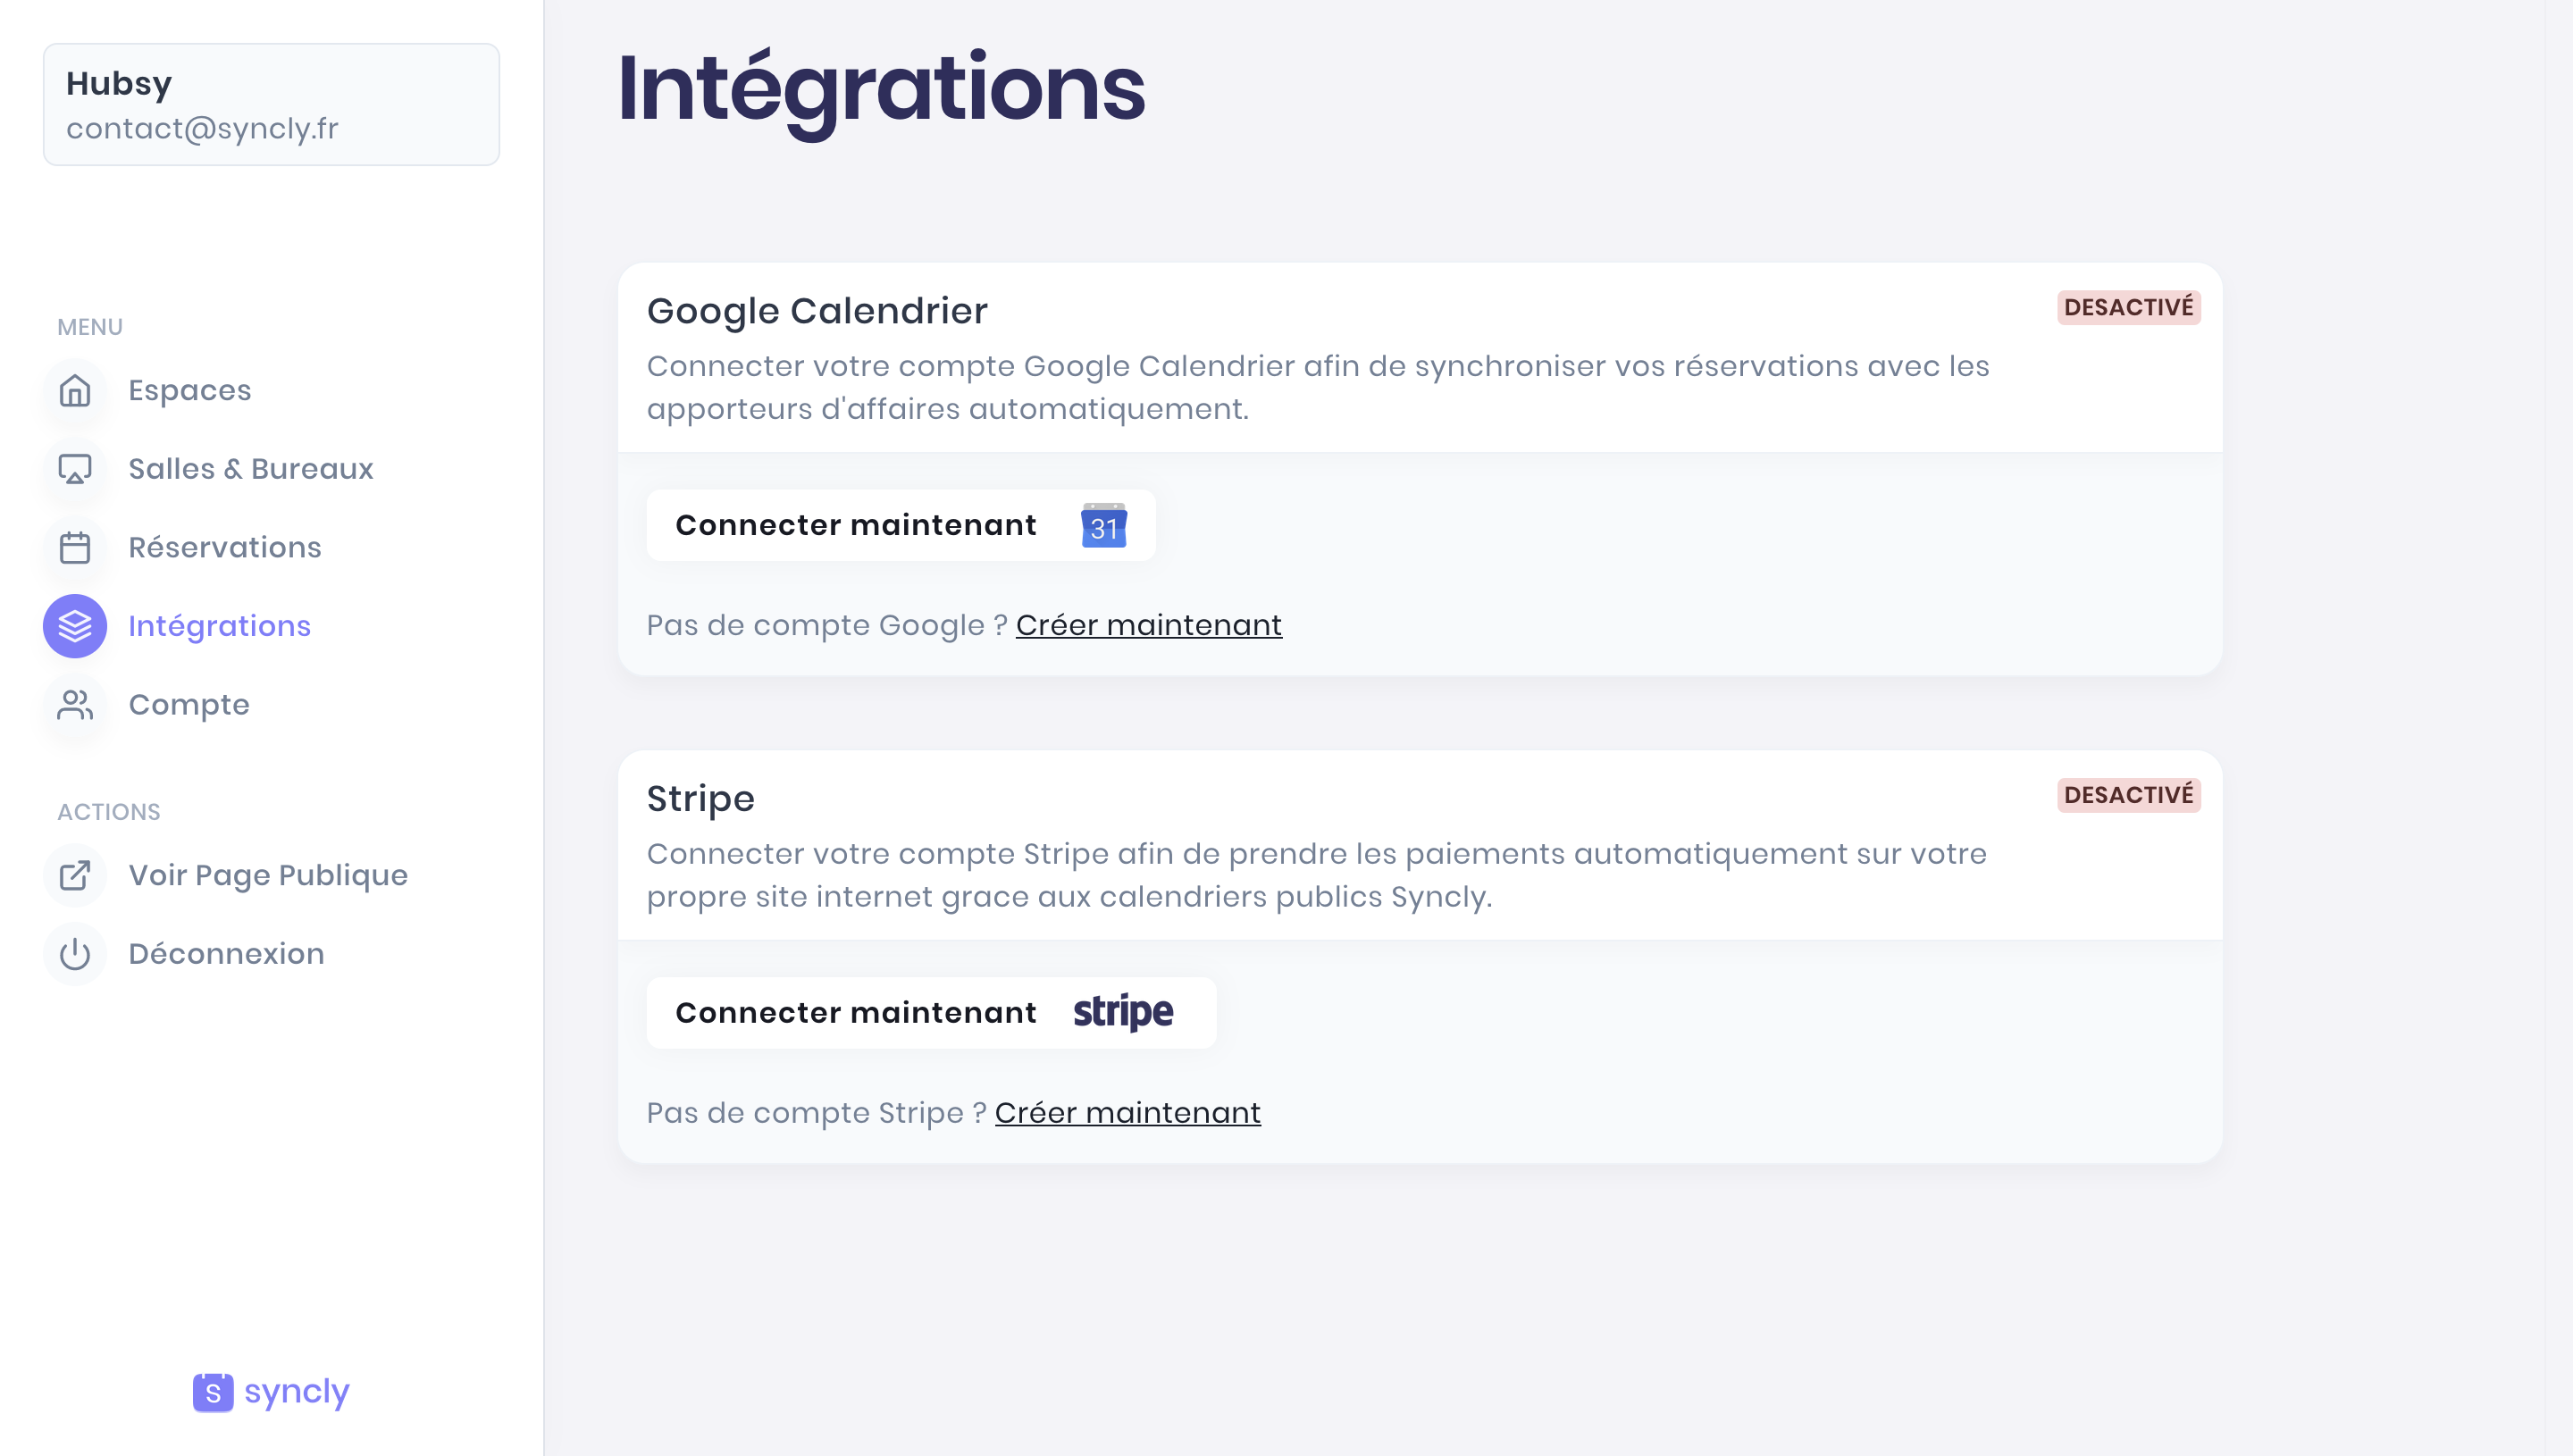 Hubsy
contact@syncly.fr
MENU
Espaces
Salles & Bureaux
Réservations
Intégrations
Compte
ACTIONS
Voir Page Publique
Déconnexion
S syncly
Intégrations
Google Calendrier
DESACTIVÉ
Connecter votre compte Google Calendrier afin de synchroniser vos réservations avec les
apporteurs d'affaires automatiquement.
Connecter maintenant 31
Pas de compte Google ? Créer maintenant
Stripe
DESACTIVÉ
Connecter votre compte Stripe afin de prendre les paiements automatiquement sur votre
propre site internet grace aux calendriers publics Syncly.
Connecter maintenant stripe
Pas de compte Stripe ? Créer maintenant